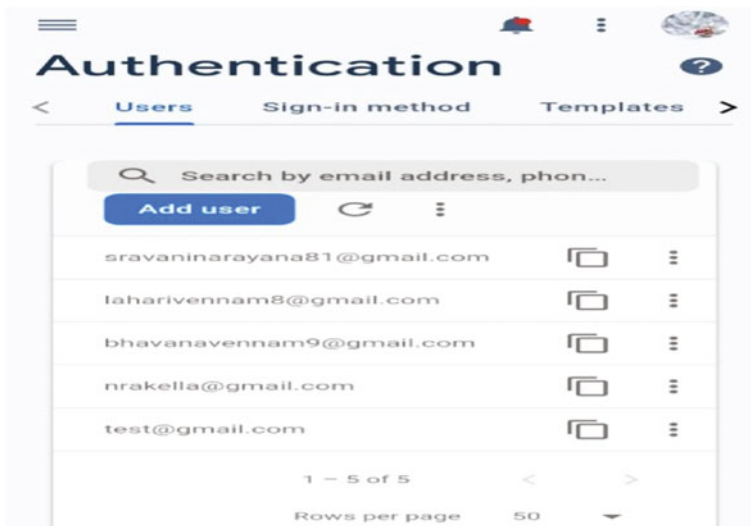 Authentication
Users Sign-in method Templates
Search by email address, phon...
Add user
sravaninarayana81@gmail.com
laharivennam8@gmail.com
bhavanavennam9@gmail.com
nrakella@gmail.com
test@gmail.com
1 – 5 of 5
Rows per page 50